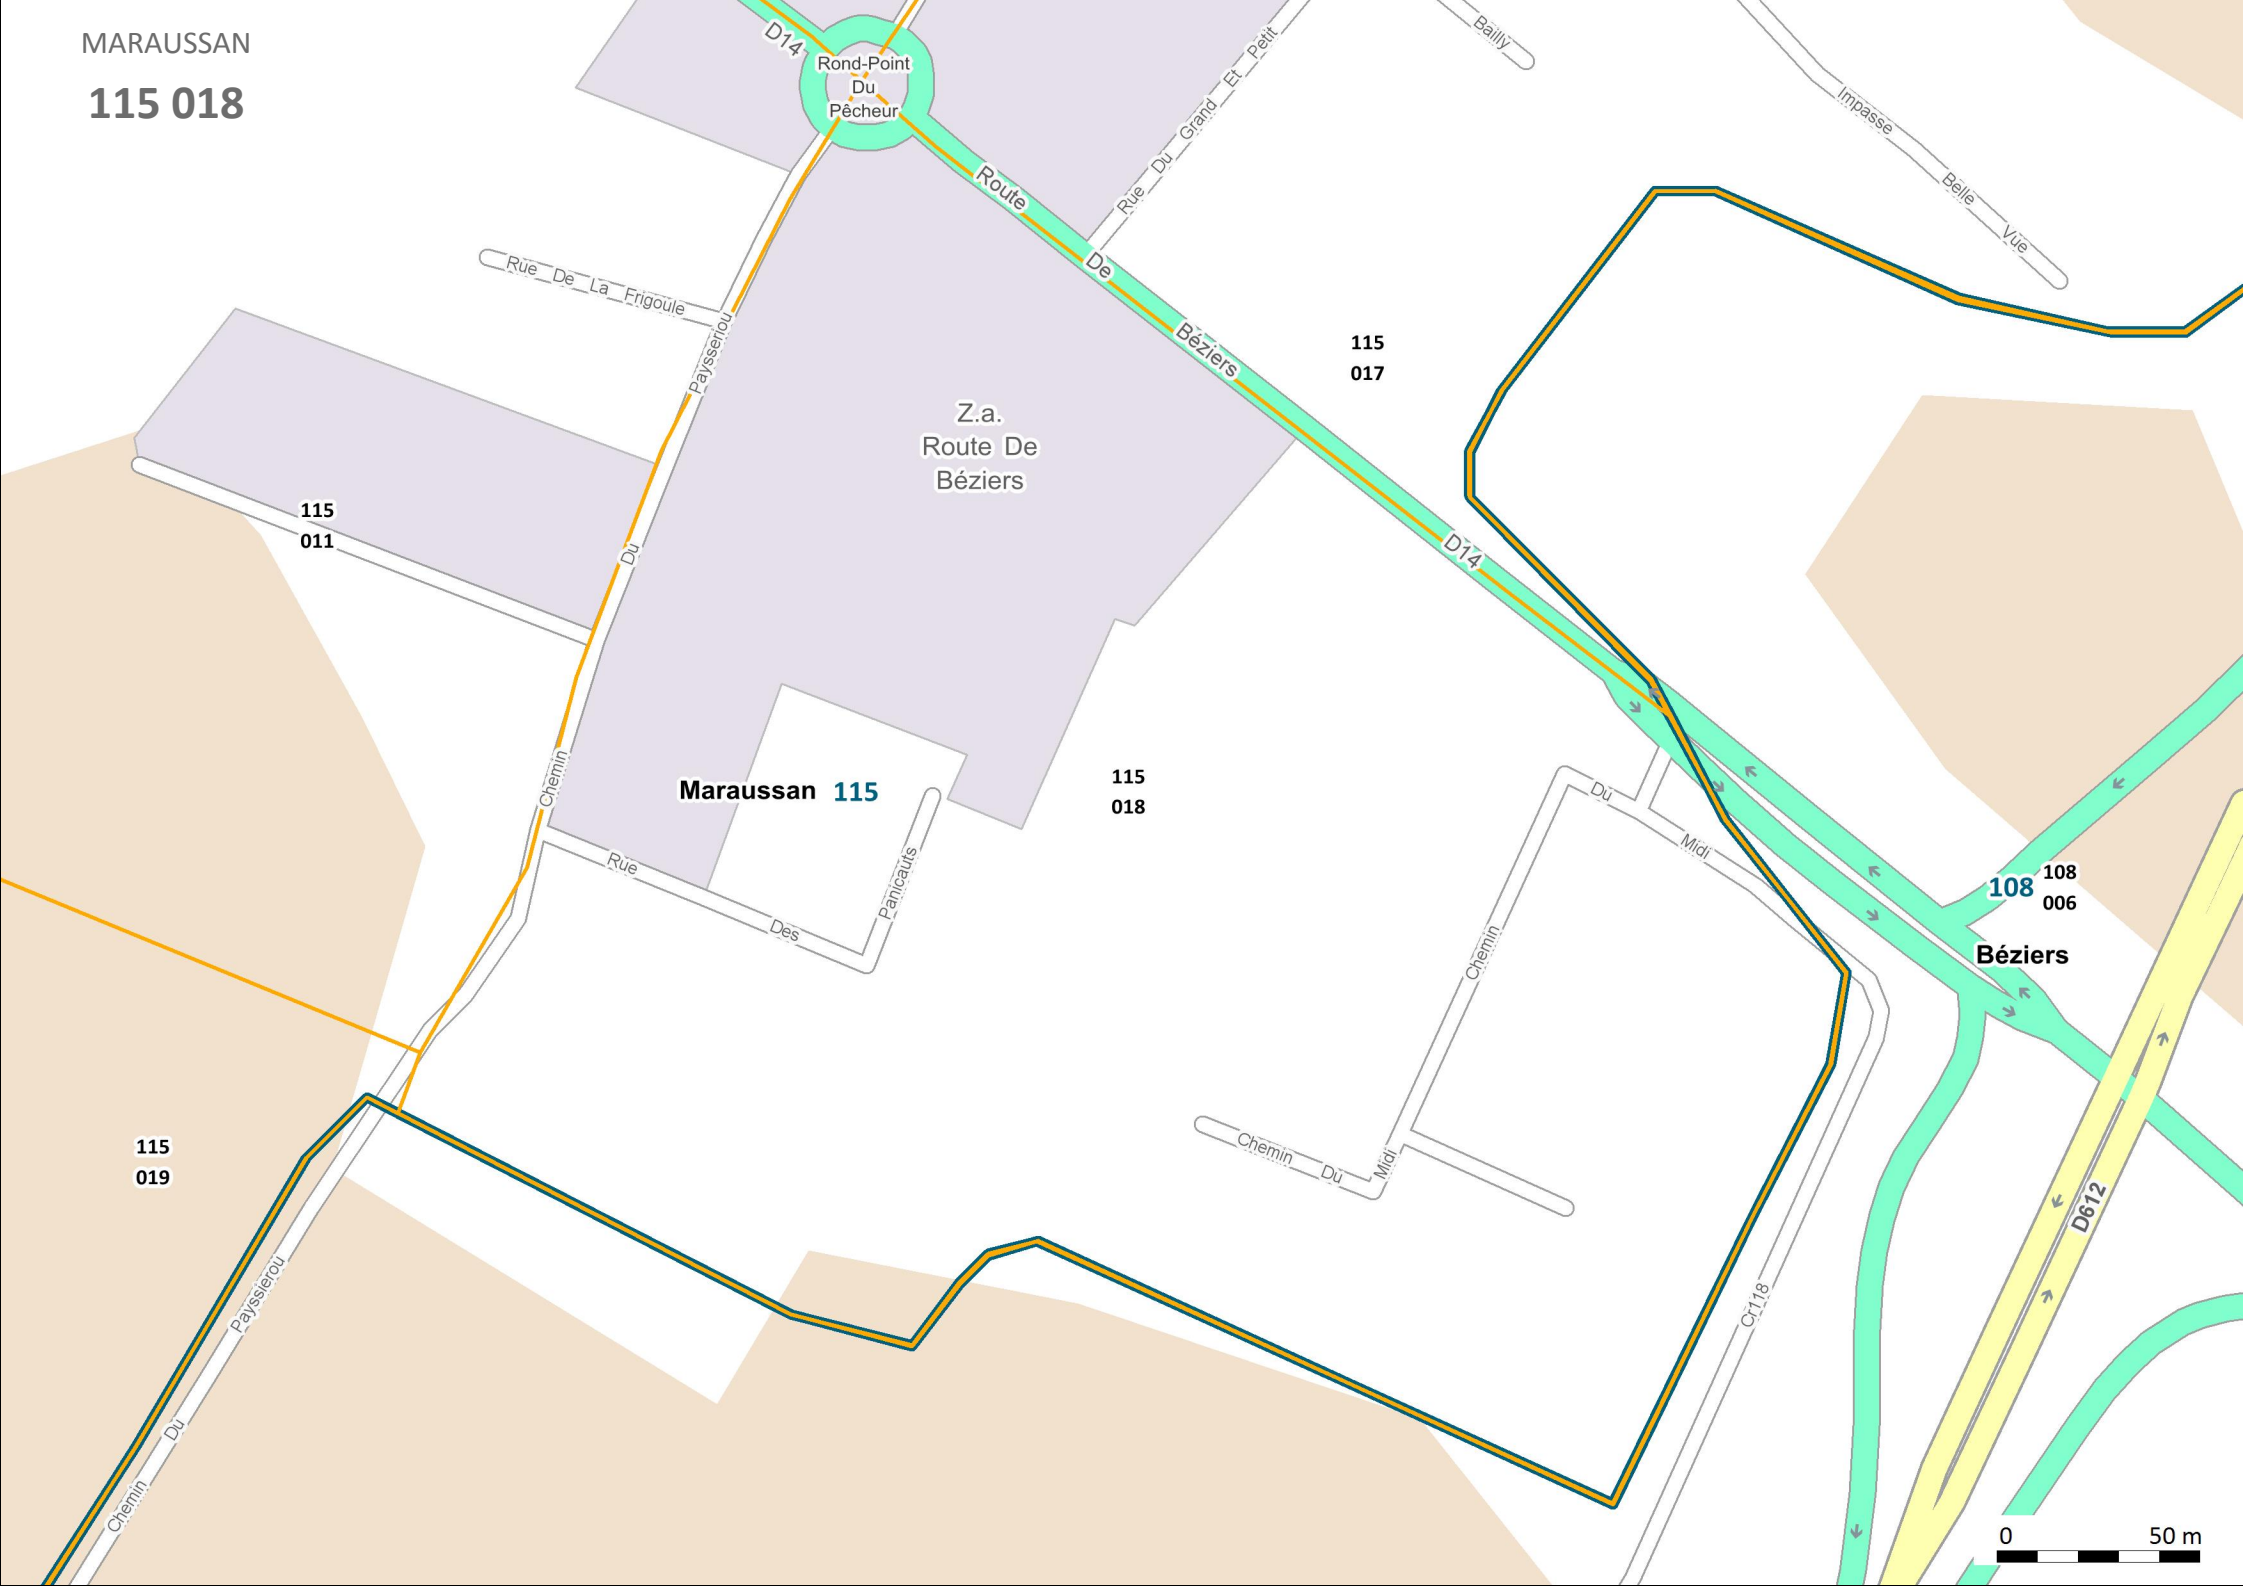 MARAUSSAN
115 018
D14
Rond-Point
Du
Pêcheur
Rue Du Grand Et Petit
Bailly
Impasse Belle Vue
Route De Béziers
Rue De La Frigoule
115
017
Chemin Du Paysseriou
Z.a.
Route De
Béziers
115
011
D14
Maraussan 115
115
018
Rue Des Panicauts
Chemin Du Midi
108
108
006
Béziers
Chemin Du Midi
115
019
D612
Cr118
Chemin Du Payssierou
0 50 m